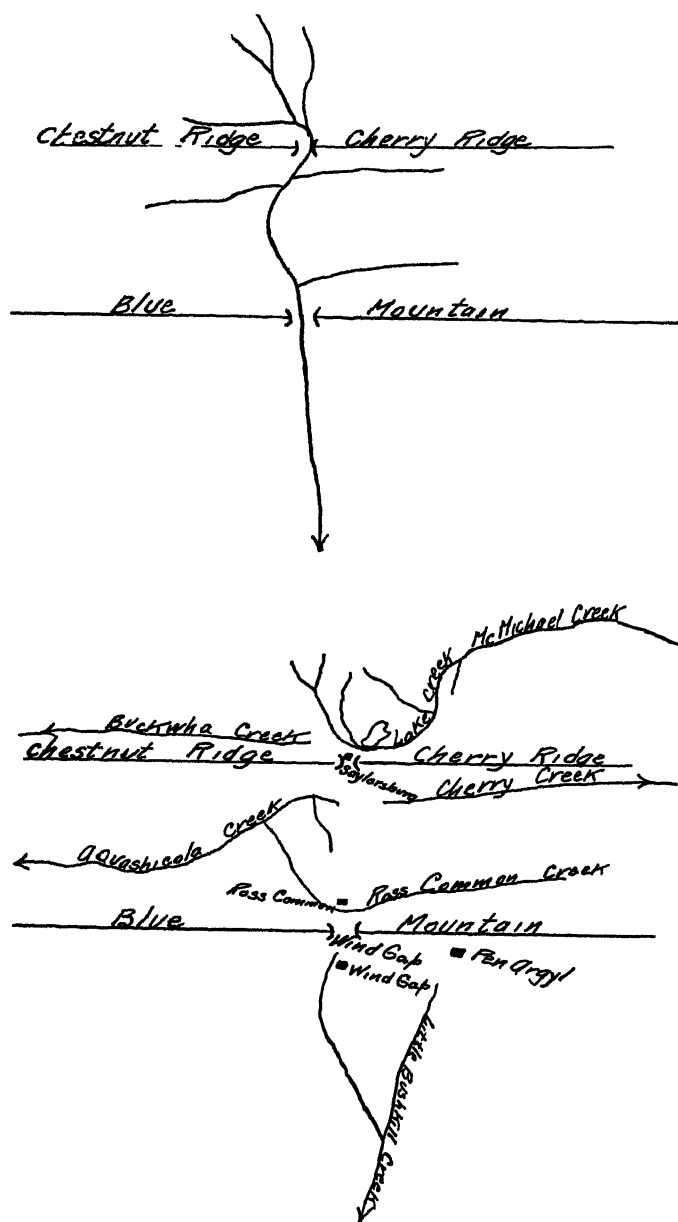 Chestnut Ridge Cherry Ridge
Blue Mountain
McMichael Creek
Lake Creek
Buckwha Creek
Chestnut Ridge Cherry Ridge
Saylorsburg
Cherry Creek
Aquashicola Creek
Ross Common Ross Common Creek
Blue Mountain
Wind Gap
Wind Gap
Pen Argyl
Little Bushkill Creek